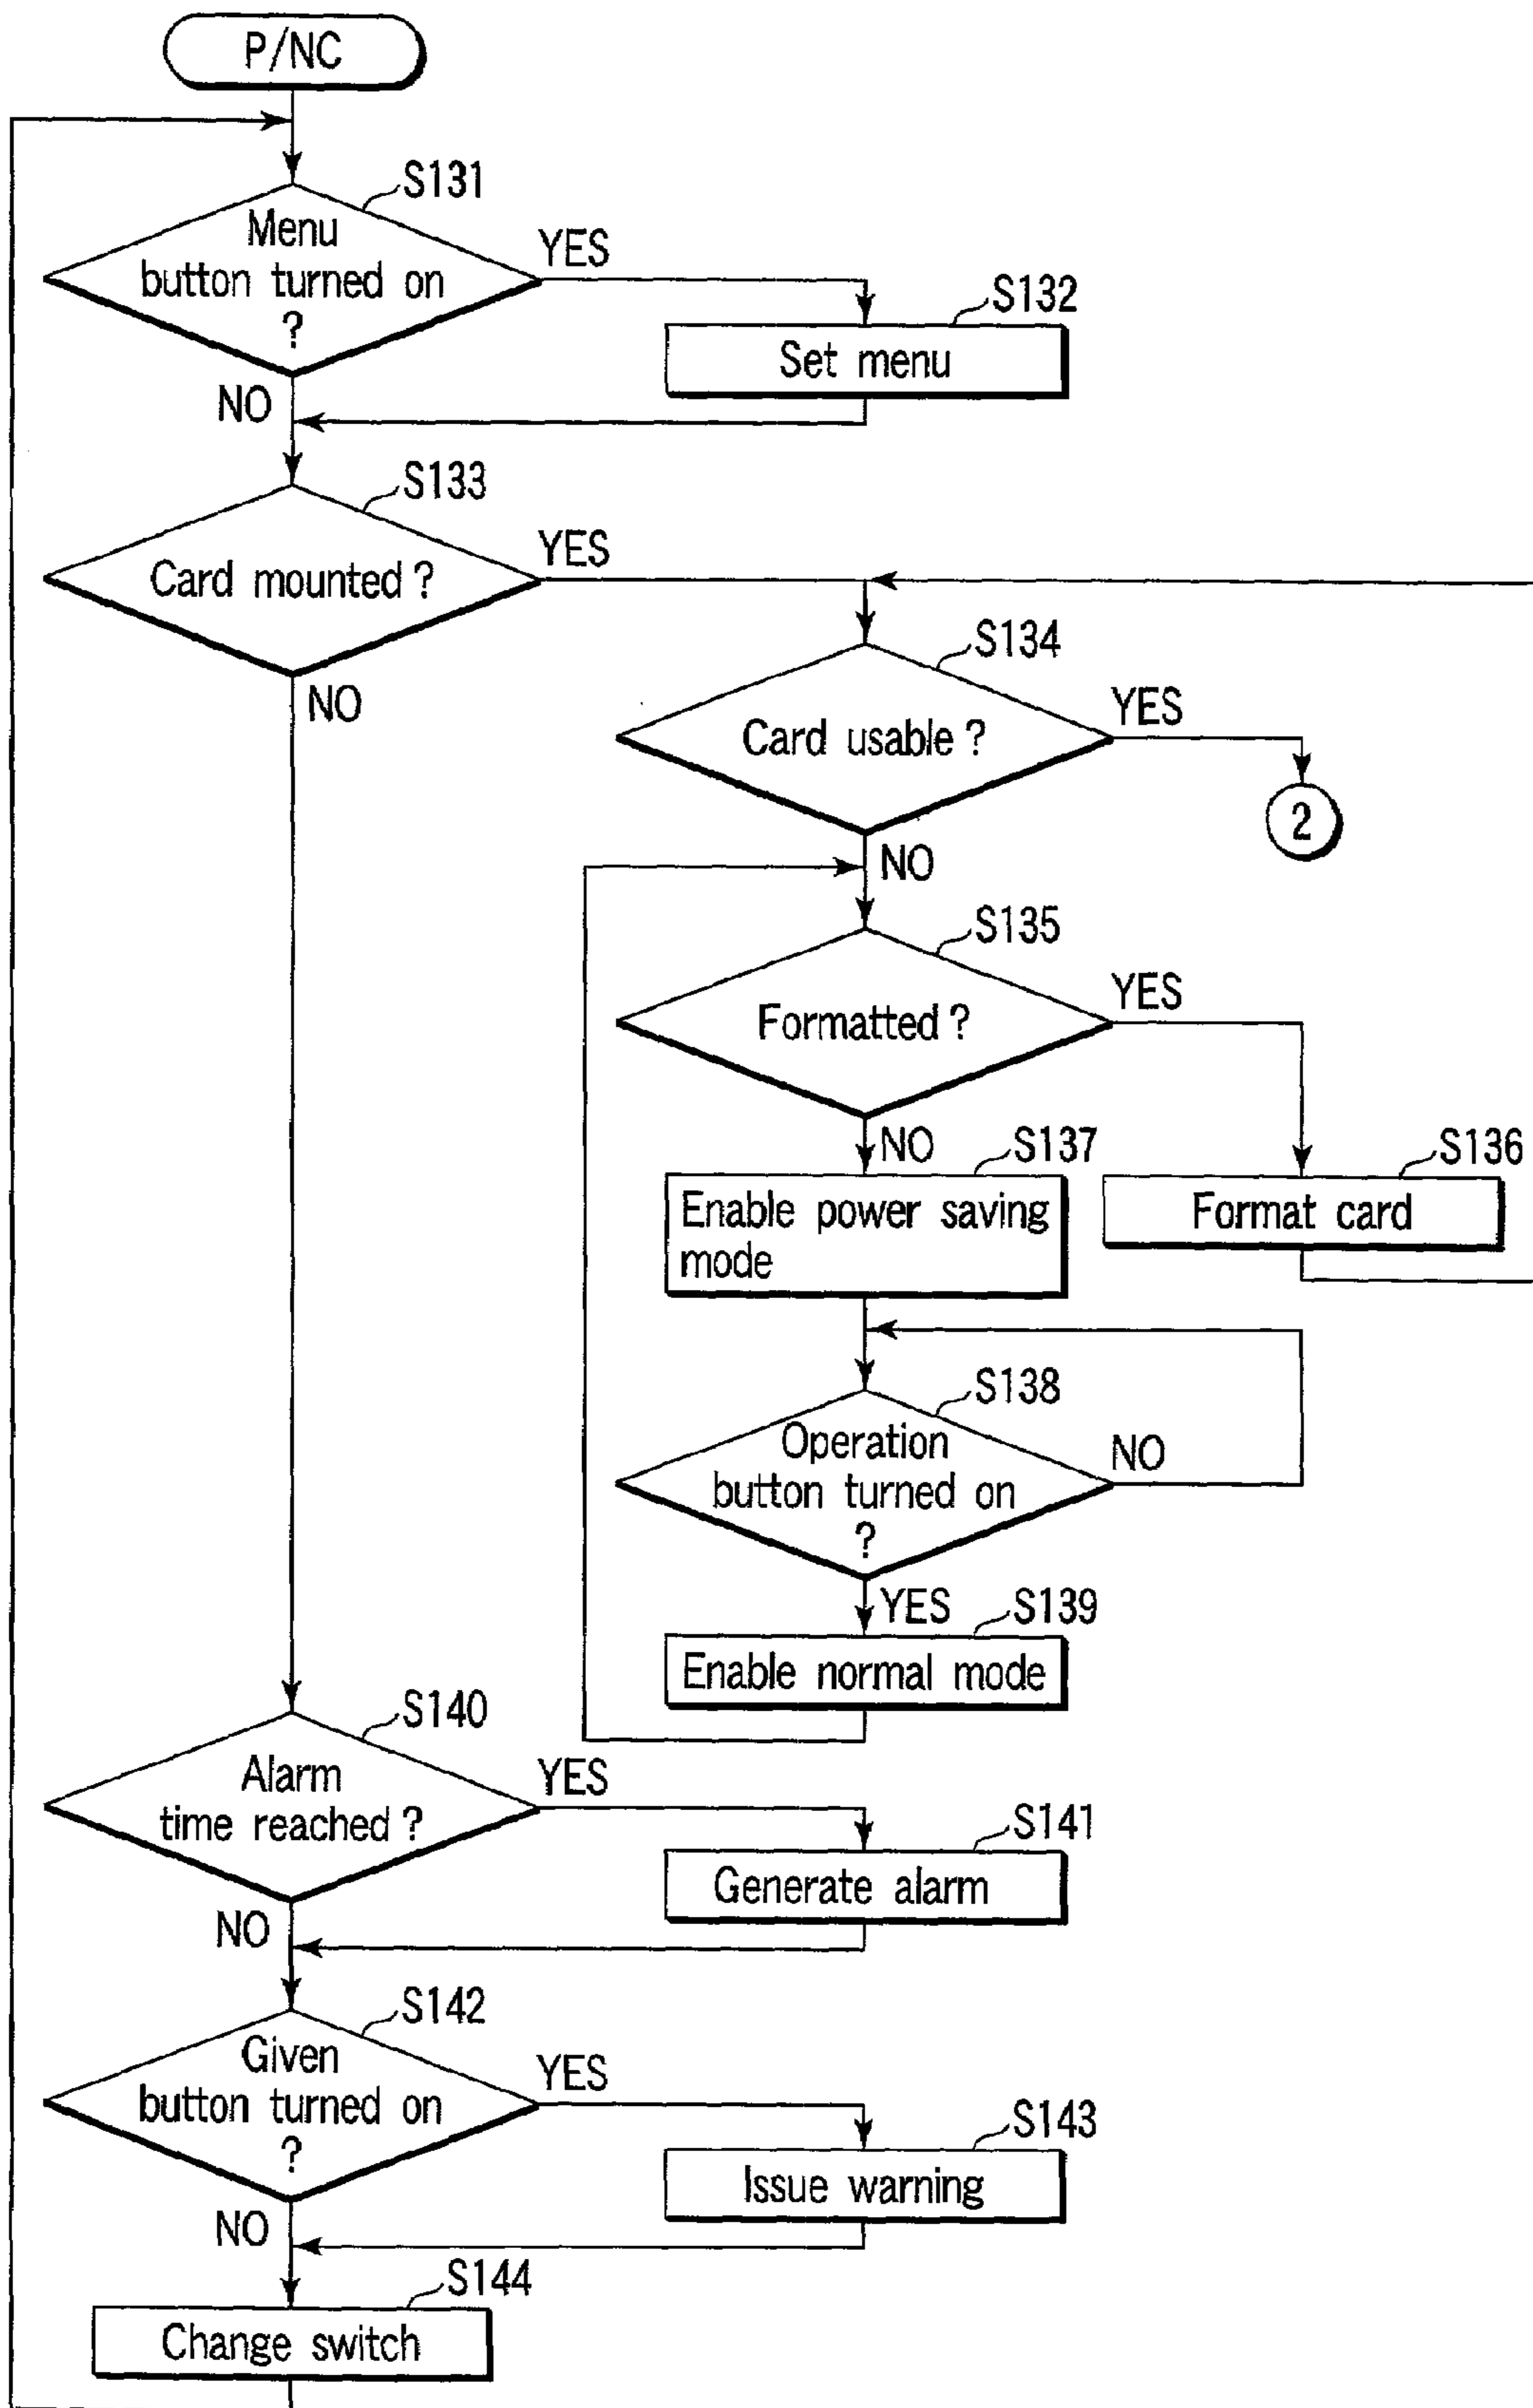 P/NC
S131
Menu
button turned on
?
YES
S132
Set menu
NO
S133
Card mounted ?
YES
NO
S134
Card usable ?
YES
2
NO
S135
Formatted ?
YES
NO
S137
Enable power saving
mode
S136
Format card
S138
Operation
button turned on
?
NO
YES
S139
Enable normal mode
S140
Alarm
time reached ?
YES
S141
Generate alarm
NO
S142
Given
button turned on
?
YES
S143
Issue warning
NO
S144
Change switch